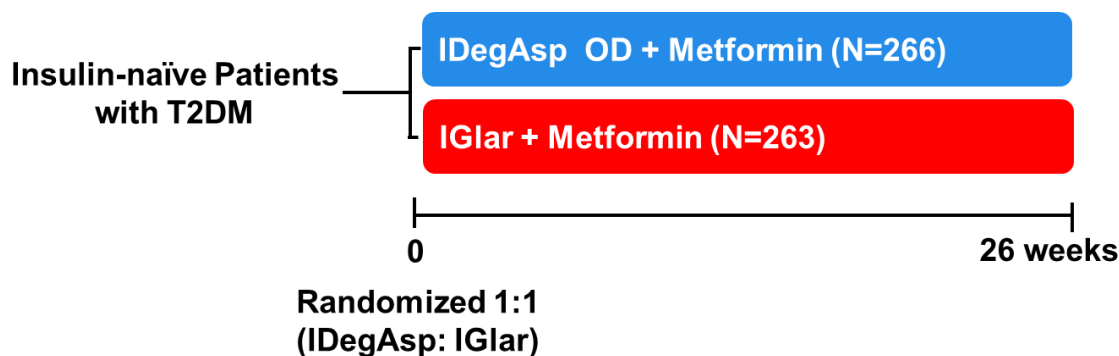 IDegAsp  OD + Metformin (N=266)
Insulin-naïve Patients
with T2DM
IGlar + Metformin (N=263)
0
26 weeks
Randomized 1:1
(IDegAsp: IGlar)